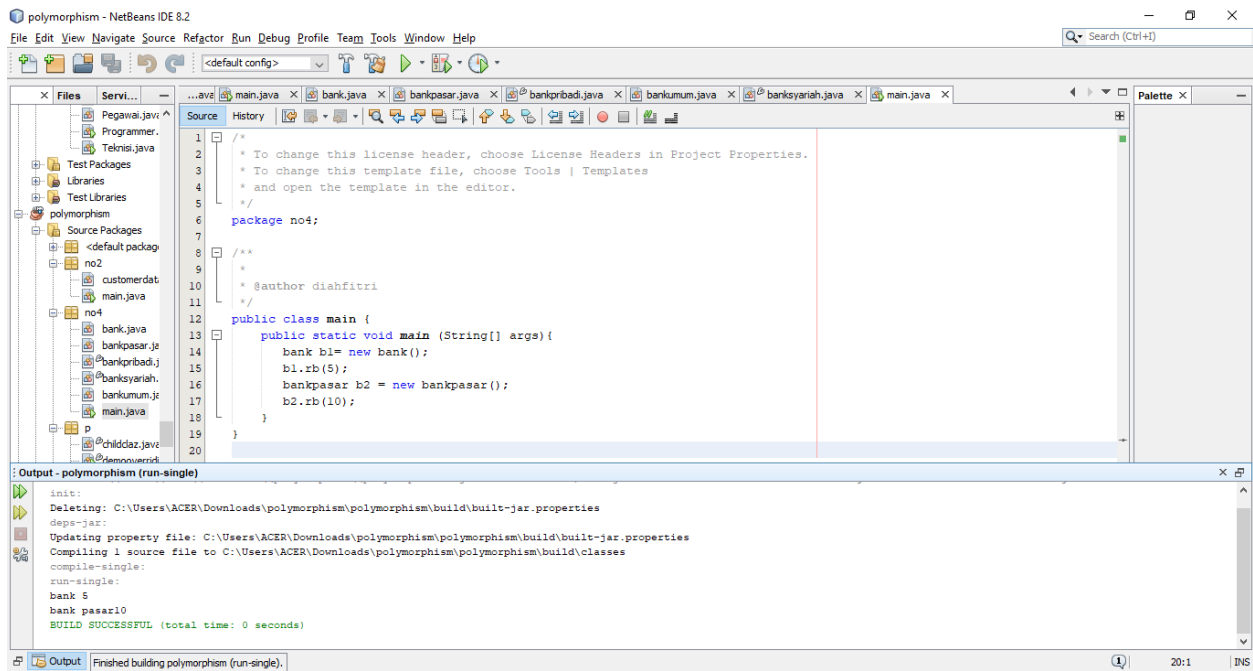 polymorphism - NetBeans IDE 8.2
File Edit View Navigate Source Refactor Run Debug Profile Team Tools Window Help
Search (Ctrl+I)
<default config>
Files Servi...
...ava main.java bank.java bankpasar.java bankpribadi.java bankumum.java banksyariah.java main.java
Palette
Source History
Pegawai.java
Programmer.
Teknisi.java
Test Packages
Libraries
Test Libraries
polymorphism
Source Packages
<default packag
no2
customerdat
main.java
no4
bank.java
bankpasar.ja
bankpribadi.j
banksyariah.
bankumum.ja
main.java
p
childclaz.java
demooverridi
1 /*
2 * To change this license header, choose License Headers in Project Properties.
3 * To change this template file, choose Tools | Templates
4 * and open the template in the editor.
5 */
6 package no4;
7
8 /**
9 *
10 * @author diahfitri
11 */
12 public class main {
13 public static void main (String[] args){
14 bank b1= new bank();
15 b1.rb(5);
16 bankpasar b2 = new bankpasar();
17 b2.rb(10);
18 }
19 }
20
Output - polymorphism (run-single)
init:
Deleting: C:\Users\ACER\Downloads\polymorphism\polymorphism\build\built-jar.properties
deps-jar:
Updating property file: C:\Users\ACER\Downloads\polymorphism\polymorphism\build\built-jar.properties
Compiling 1 source file to C:\Users\ACER\Downloads\polymorphism\polymorphism\build\classes
compile-single:
run-single:
bank 5
bank pasar10
BUILD SUCCESSFUL (total time: 0 seconds)
Output
Finished building polymorphism (run-single).
1
20:1
INS